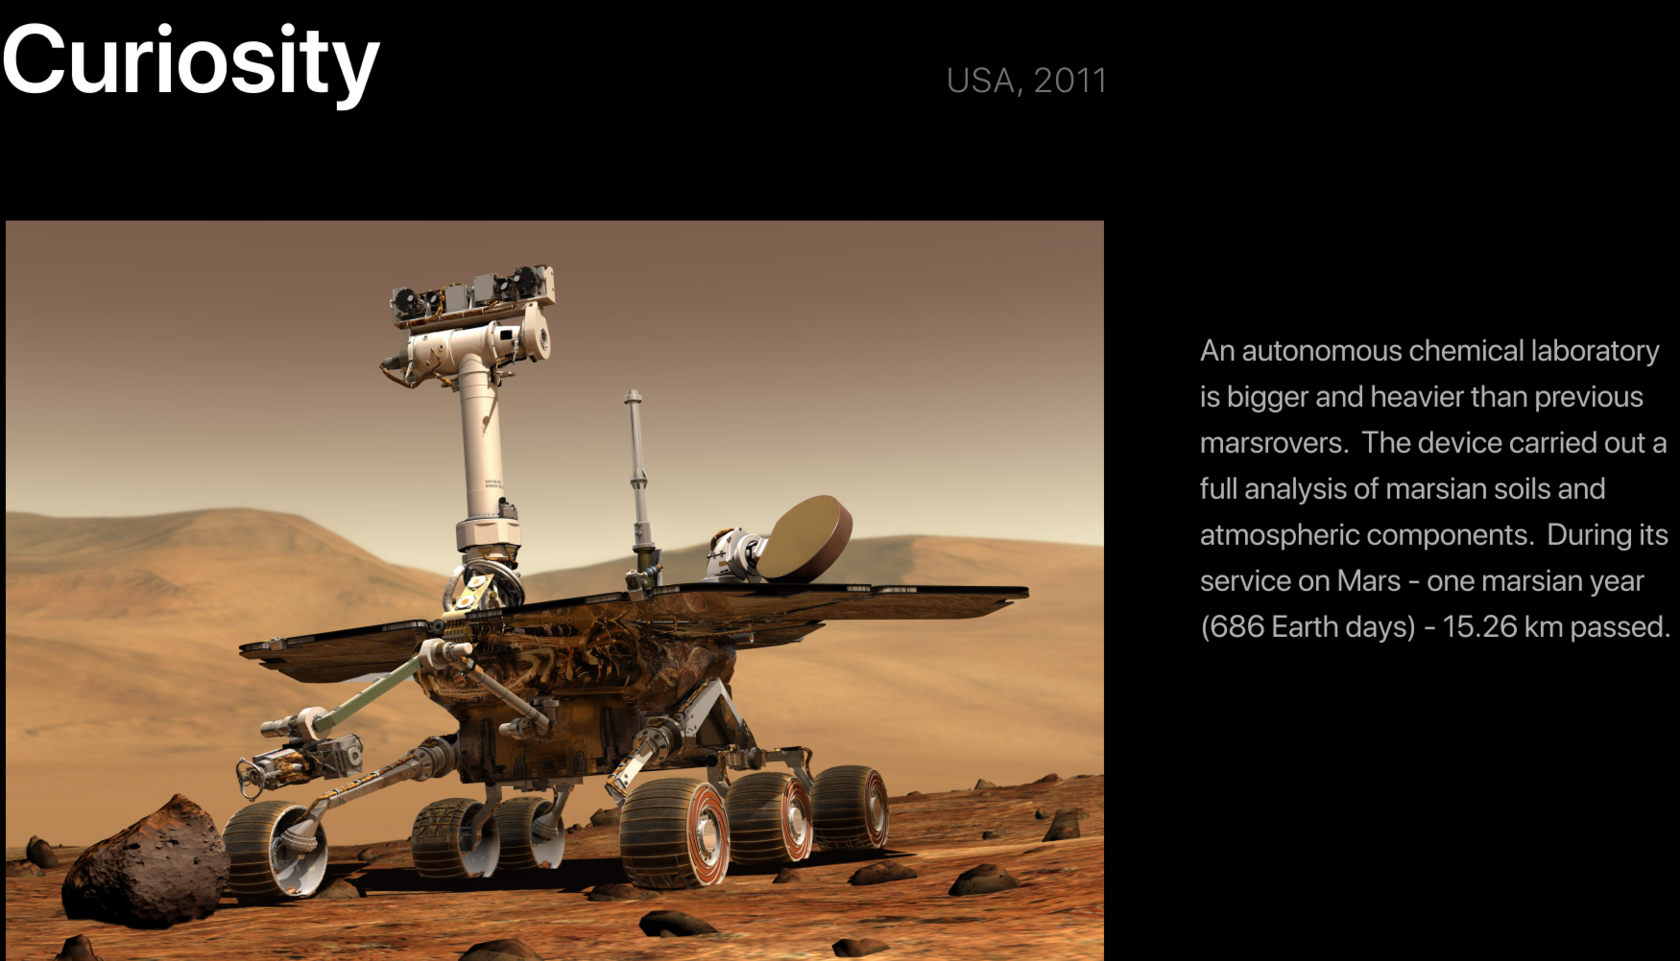 Curiosity
USA, 2011
An autonomous chemical laboratory
is bigger and heavier than previous
marsrovers.  The device carried out a
full analysis of marsian soils and
atmospheric components.  During its
service on Mars - one marsian year
(686 Earth days) - 15.26 km passed.